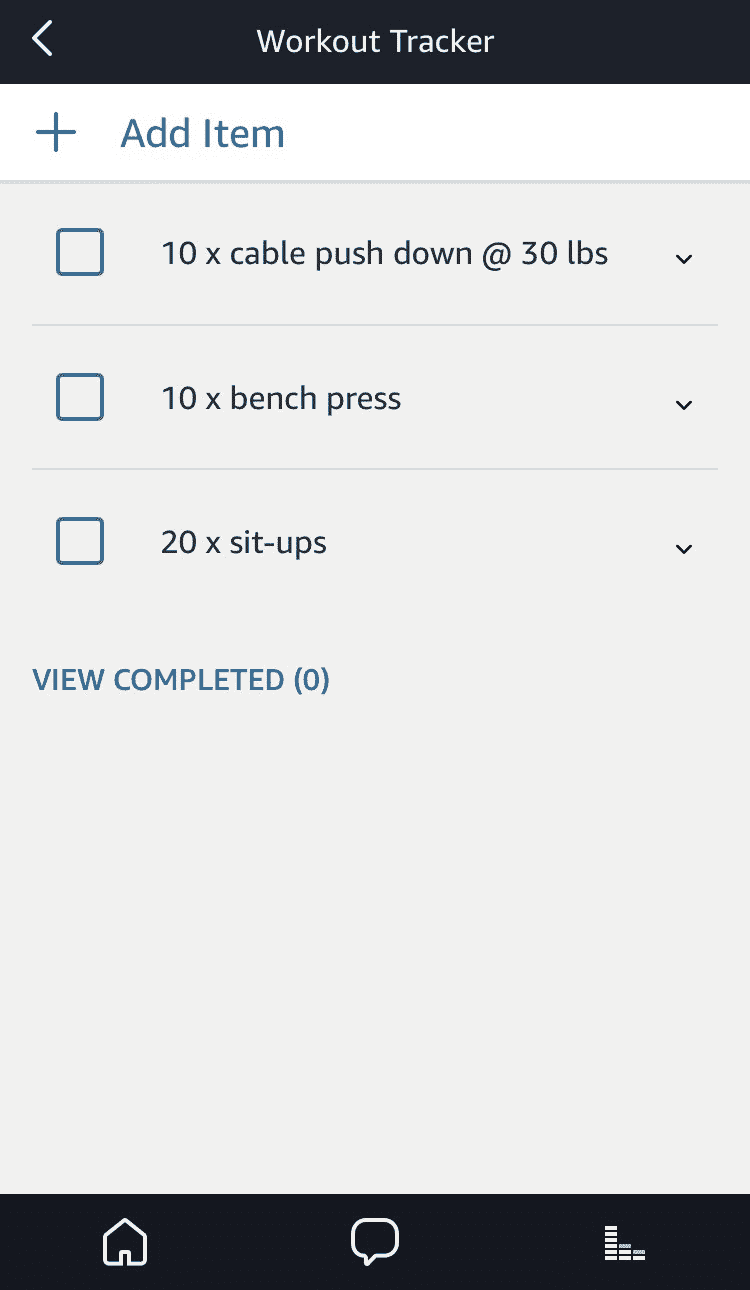 Workout Tracker
Add Item
10 x cable push down @ 30 lbs
10 x bench press
20 x sit-ups
VIEW COMPLETED (0)